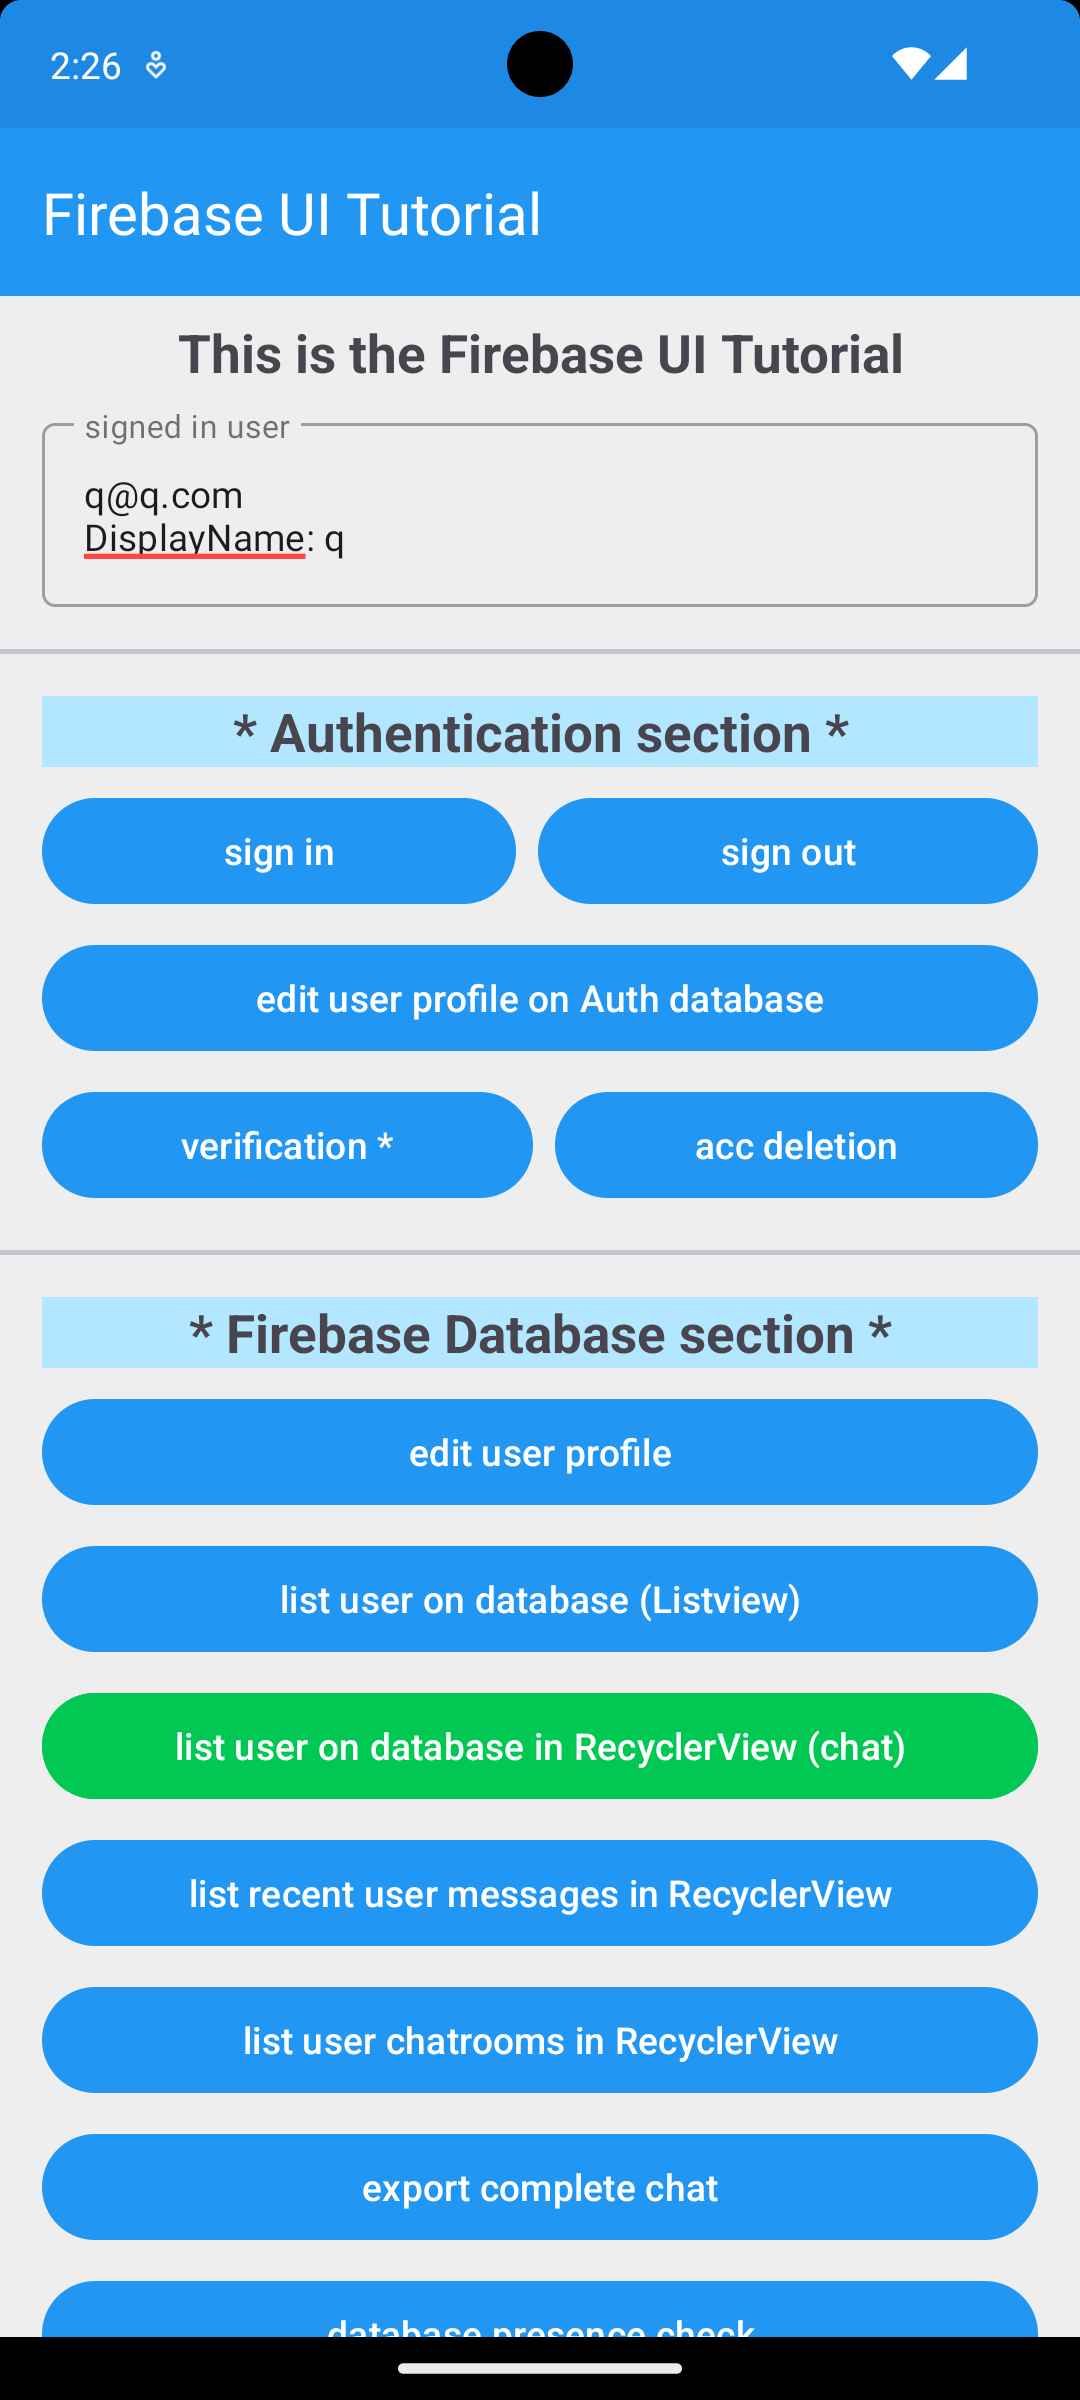 2:26
Firebase UI Tutorial
This is the Firebase UI Tutorial
signed in user
q@q.com
DisplayName: q
* Authentication section *
sign in
sign out
edit user profile on Auth database
verification *
acc deletion
* Firebase Database section *
edit user profile
list user on database (Listview)
list user on database in RecyclerView (chat)
list recent user messages in RecyclerView
list user chatrooms in RecyclerView
export complete chat
database presence check